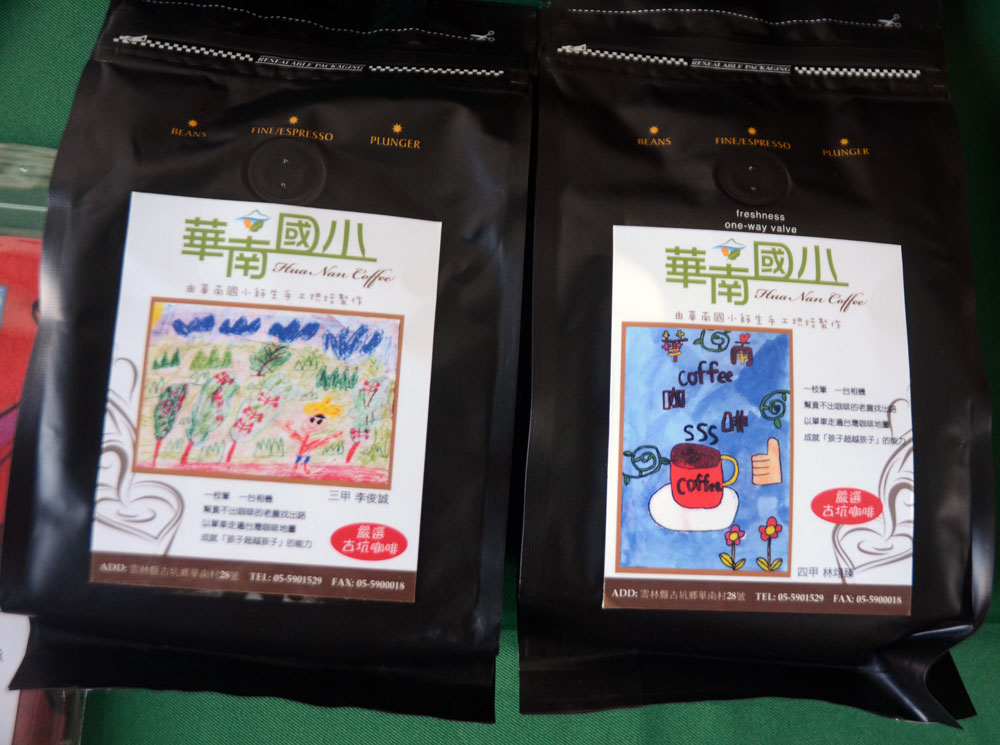 RESEALABLE PACKAGING
BEANS
FINE/ESPRESSO
PLUNGER
華南國小
Hua Nan Coffee
由華南國小師生手工烘焙製作
一枝筆 一台相機
幫賣不出咖啡的老農找出路
以單車走遍台灣咖啡地圖
成就「孩子超越孩子」的能力
三甲 李俊誠
嚴選
古坑咖啡
ADD: 雲林縣古坑鄉華南村28號 TEL: 05-5901529 FAX: 05-5900018
RESEALABLE PACKAGING
BEANS
FINE/ESPRESSO
PLUNGER
freshness
one-way valve
華南國小
Hua Nan Coffee
由華南國小師生手工烘焙製作
華 南
coffee
咖
啡
SSS
Coffee
一枝筆 一台相機
幫賣不出咖啡的老農找出路
以單車走遍台灣咖啡地圖
成就「孩子超越孩子」的能力
嚴選
古坑咖啡
四甲 林
ADD: 雲林縣古坑鄉華南村28號 TEL: 05-5901529 FAX: 05-5900018